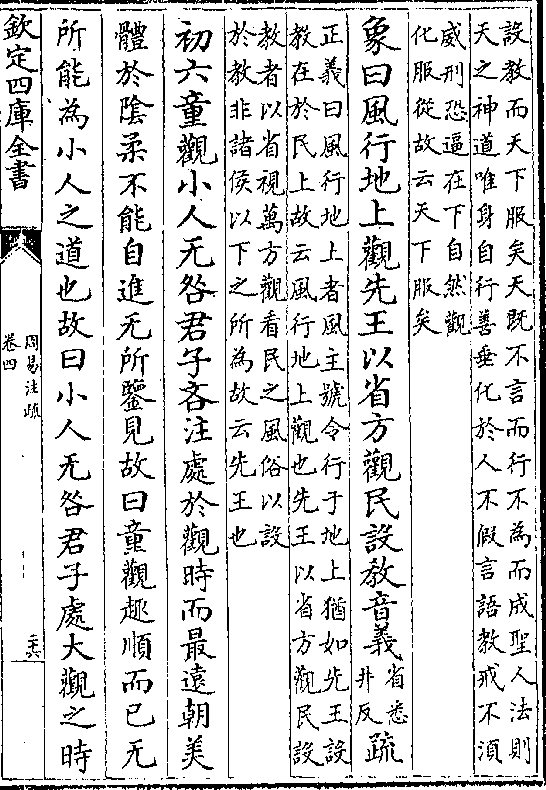 設教而天下服矣天既不言而行不為而成聖人法則
天之神道唯身自行善垂化於人不假言語教戒不須
威刑恐逼在下自然觀
化服從故云天下服矣
象曰風行地上觀先王以省方觀民設教音義
省悉
井反
疏
正義曰風行地上者風主號令行于地上猶如先王設
教在於民上故云風行地上觀也先王以省方觀民設
教者以省視萬方觀看民之風俗以設
於教非諸侯以下之所為故云先王也
初六童觀小人无咎君子吝注處於觀時而最遠朝美
體於陰柔不能自進无所鑒見故曰童觀趣順而已无
所能為小人之道也故曰小人无咎君子處大觀之時
欽定四庫全書
周易注疏
卷四